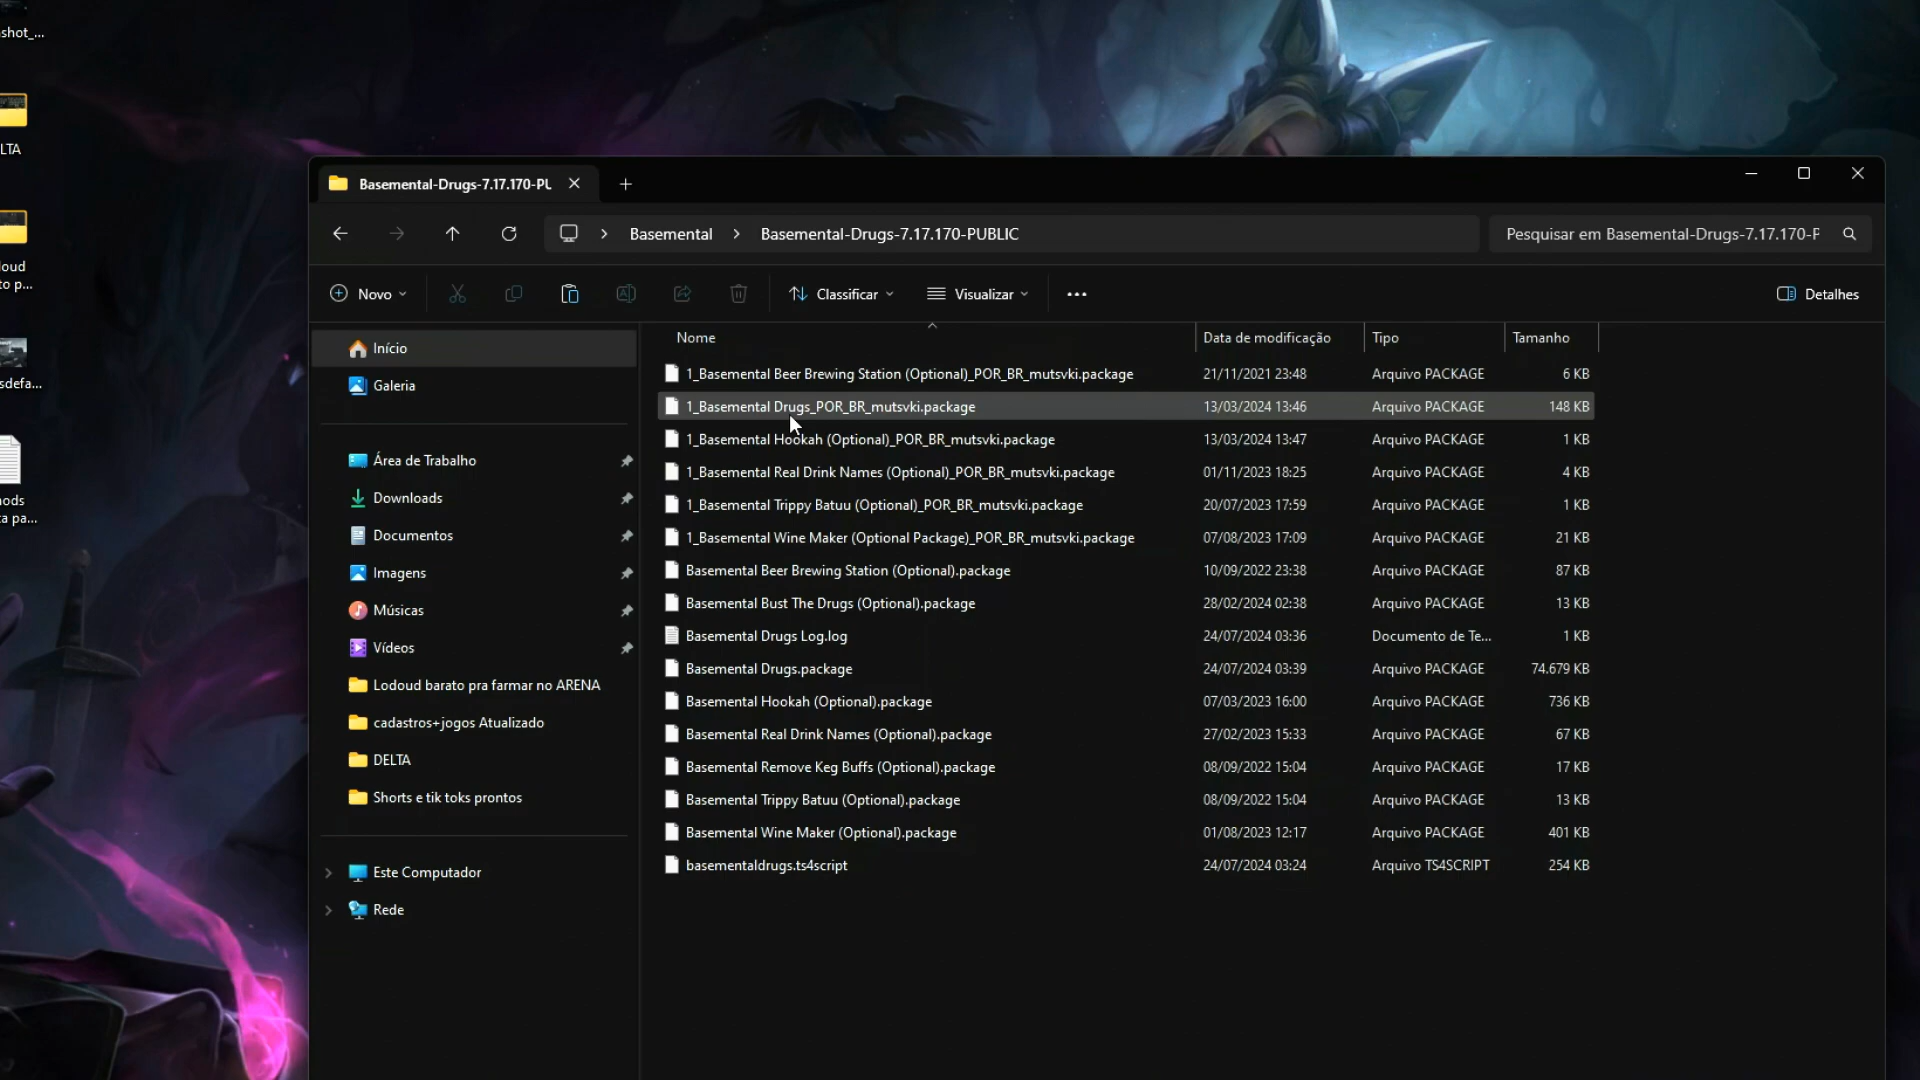 shot_...
LTA
oud
to p...
sdefa...
nods
ta pa...
Basemental-Drugs-7.17.170-PL
Basemental
Basemental-Drugs-7.17.170-PUBLIC
Pesquisar em Basemental-Drugs-7.17.170-P
Novo
Classificar
Visualizar
Detalhes
Nome Data de modificação Tipo Tamanho
Início
Galeria
Área de Trabalho
Downloads
Documentos
Imagens
Músicas
Vídeos
Lodoud barato pra farmar no ARENA
cadastros+jogos Atualizado
DELTA
Shorts e tik toks prontos
Este Computador
Rede
1_Basemental Beer Brewing Station (Optional)_POR_BR_mutsvki.package 21/11/2021 23:48 Arquivo PACKAGE 6 KB
1_Basemental Drugs_POR_BR_mutsvki.package 13/03/2024 13:46 Arquivo PACKAGE 148 KB
1_Basemental Hookah (Optional)_POR_BR_mutsvki.package 13/03/2024 13:47 Arquivo PACKAGE 1 KB
1_Basemental Real Drink Names (Optional)_POR_BR_mutsvki.package 01/11/2023 18:25 Arquivo PACKAGE 4 KB
1_Basemental Trippy Batuu (Optional)_POR_BR_mutsvki.package 20/07/2023 17:59 Arquivo PACKAGE 1 KB
1_Basemental Wine Maker (Optional Package)_POR_BR_mutsvki.package 07/08/2023 17:09 Arquivo PACKAGE 21 KB
Basemental Beer Brewing Station (Optional).package 10/09/2022 23:38 Arquivo PACKAGE 87 KB
Basemental Bust The Drugs (Optional).package 28/02/2024 02:38 Arquivo PACKAGE 13 KB
Basemental Drugs Log.log 24/07/2024 03:36 Documento de Te... 1 KB
Basemental Drugs.package 24/07/2024 03:39 Arquivo PACKAGE 74.679 KB
Basemental Hookah (Optional).package 07/03/2023 16:00 Arquivo PACKAGE 736 KB
Basemental Real Drink Names (Optional).package 27/02/2023 15:33 Arquivo PACKAGE 67 KB
Basemental Remove Keg Buffs (Optional).package 08/09/2022 15:04 Arquivo PACKAGE 17 KB
Basemental Trippy Batuu (Optional).package 08/09/2022 15:04 Arquivo PACKAGE 13 KB
Basemental Wine Maker (Optional).package 01/08/2023 12:17 Arquivo PACKAGE 401 KB
basementaldrugs.ts4script 24/07/2024 03:24 Arquivo TS4SCRIPT 254 KB